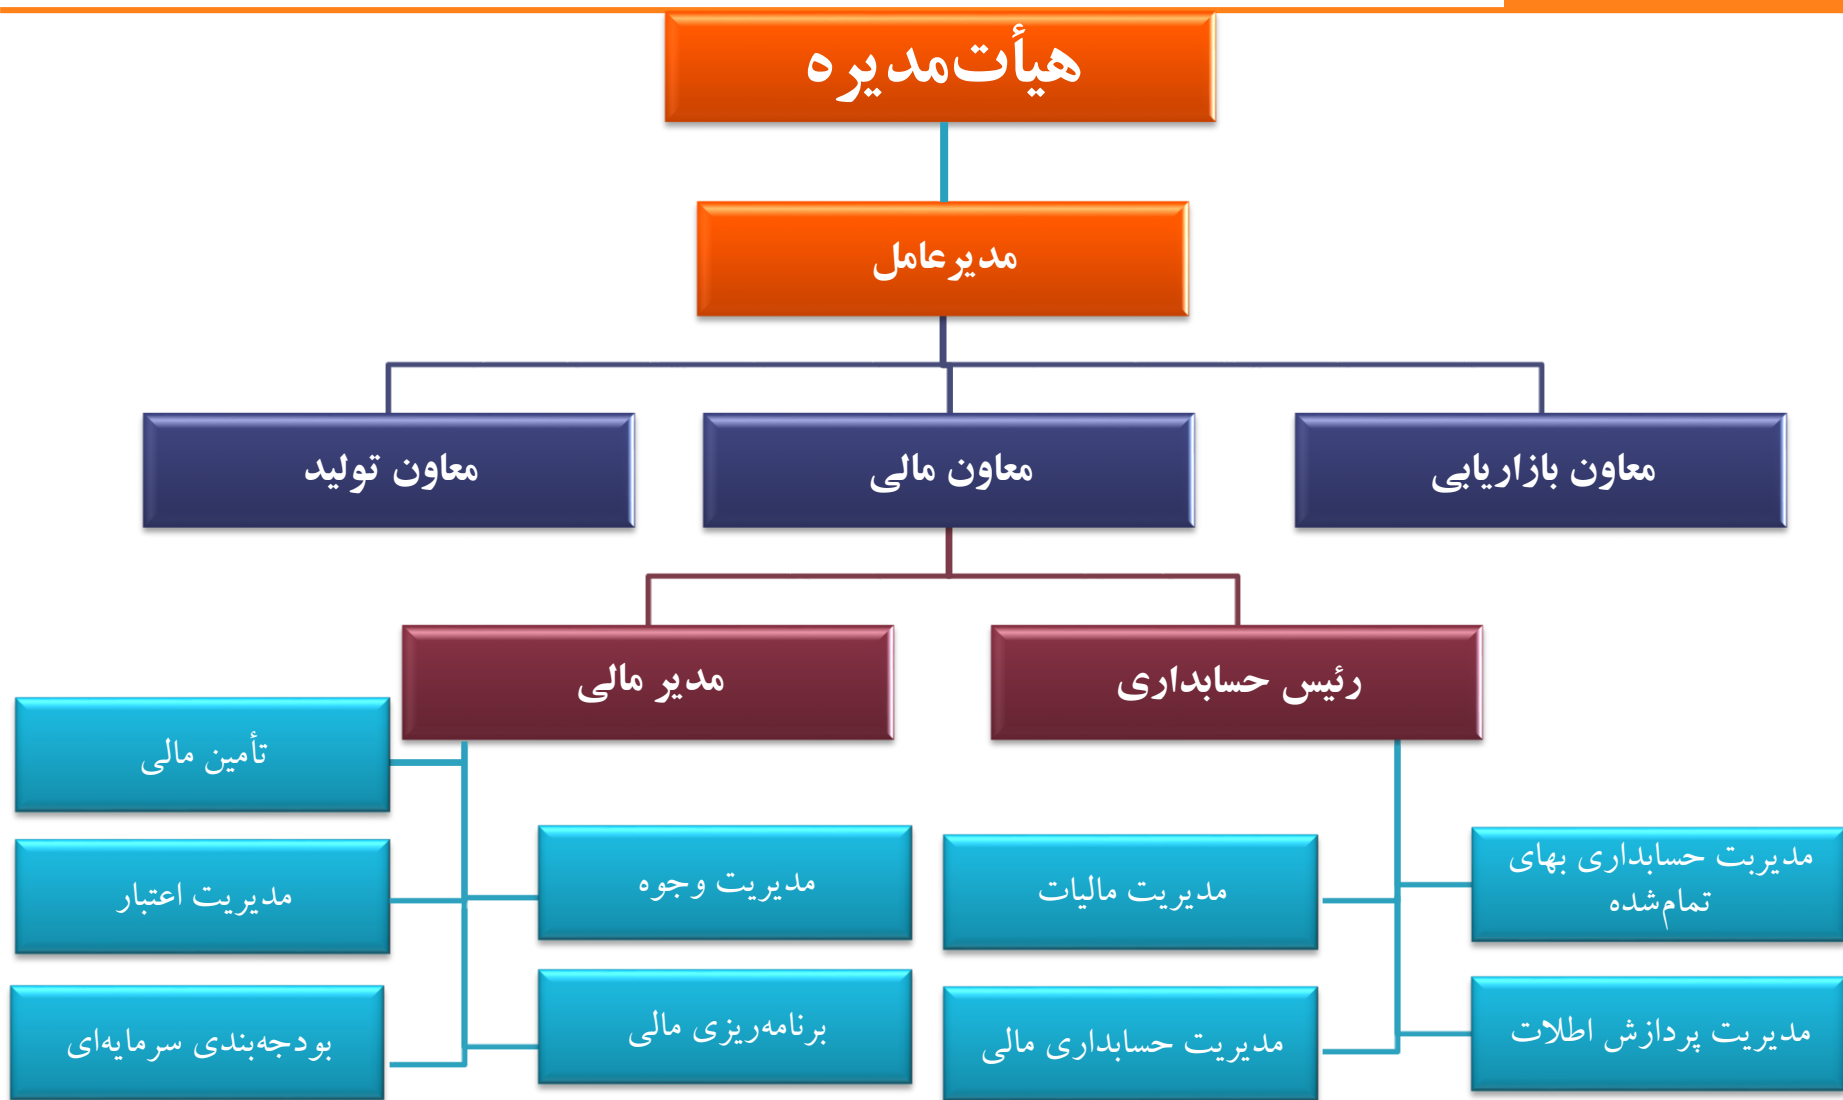 هیأت‌مدیره
مدیرعامل
معاون بازاریابی
معاون مالی
معاون تولید
رئیس حسابداری
مدیر مالی
مدیربت حسابداری بهای
تمام‌شده
مدیریت مالیات
مدیریت پردازش اطلات
مدیریت حسابداری مالی
تأمین مالی
مدیریت وجوه
مدیریت اعتبار
برنامه‌ریزی مالی
بودجه‌بندی سرمایه‌ای